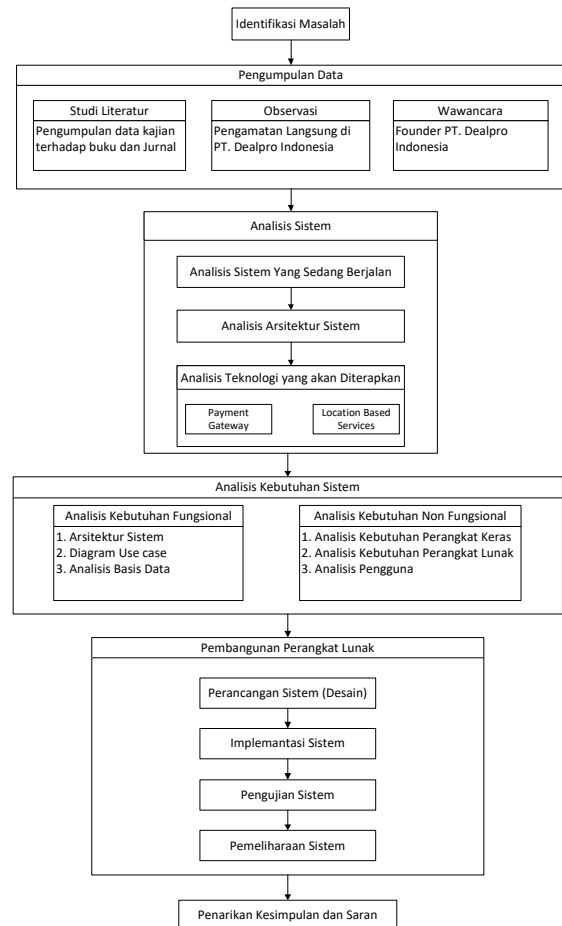 Identifikasi Masalah
Pengumpulan Data
Studi Literatur
Pengumpulan data kajian
terhadap buku dan Jurnal
Observasi
Pengamatan Langsung di
PT. Dealpro Indonesia
Wawancara
Founder PT. Dealpro
Indonesia
Analisis Sistem
Analisis Sistem Yang Sedang Berjalan
Analisis Arsitektur Sistem
Analisis Teknologi yang akan Diterapkan
Payment
Gateway
Location Based
Services
Analisis Kebutuhan Sistem
Analisis Kebutuhan Fungsional
1. Arsitektur Sistem
2. Diagram Use case
3. Analisis Basis Data
Analisis Kebutuhan Non Fungsional
1. Analisis Kebutuhan Perangkat Keras
2. Analisis Kebutuhan Perangkat Lunak
3. Analisis Pengguna
Pembangunan Perangkat Lunak
Perancangan Sistem (Desain)
Implemantasi Sistem
Pengujian Sistem
Pemeliharaan Sistem
Penarikan Kesimpulan dan Saran